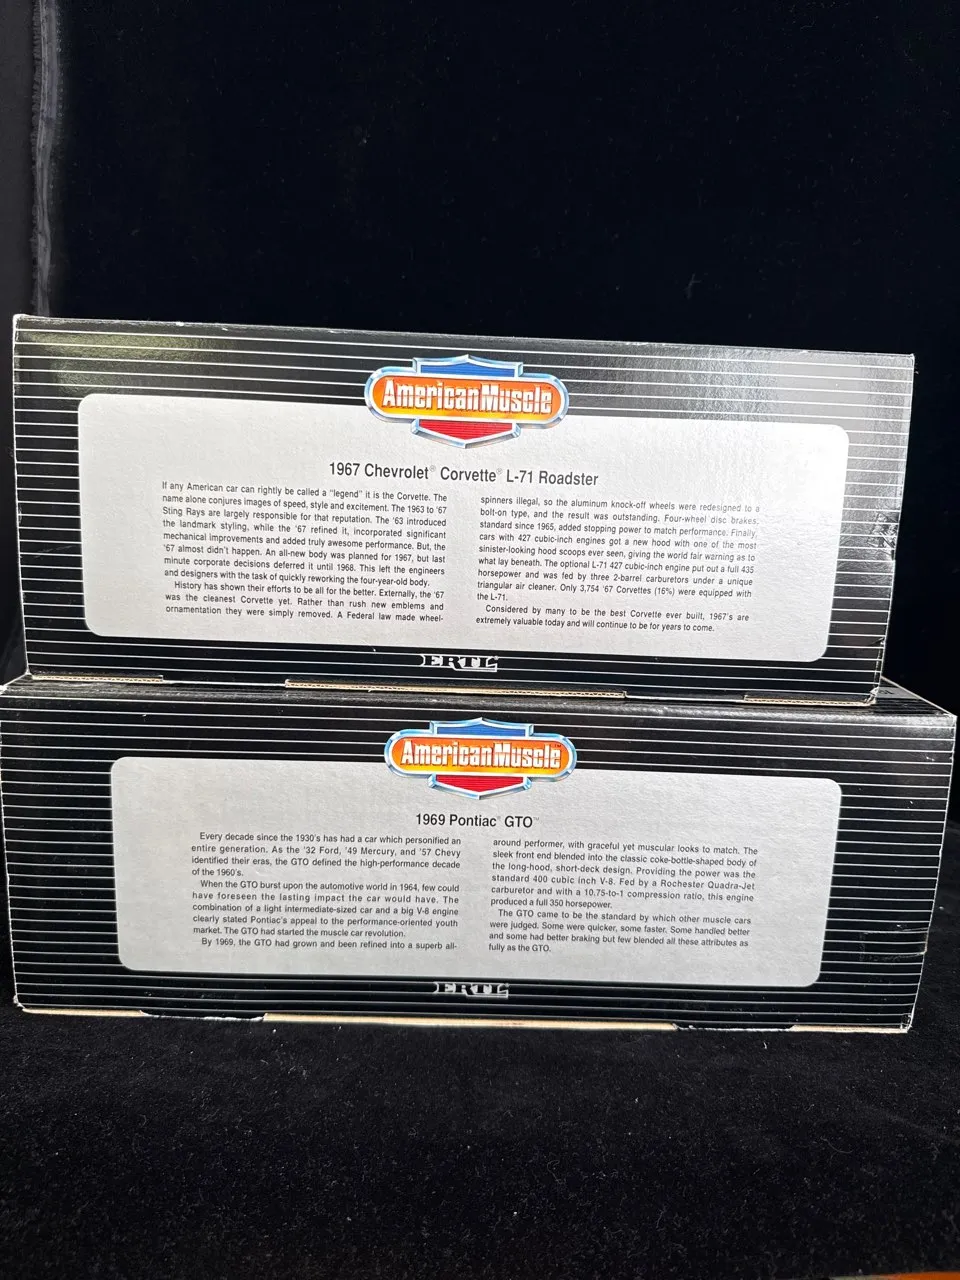 AmericanMuscle
1967 Chevrolet® Corvette® L-71 Roadster
If any American car can rightly be called a "legend" it is the Corvette. The
name alone conjures images of speed, style and excitement. The 1963 to '67
Sting Rays are largely responsible for that reputation. The '63 introduced
the landmark styling, while the '67 refined it, incorporated significant
mechanical improvements and added truly awesome performance. But, the
'67 almost didn't happen. An all-new body was planned for 1967, but last
minute corporate decisions deferred it until 1968. This left the engineers
and designers with the task of quickly reworking the four-year-old body.
History has shown their efforts to be all for the better. Externally, the '67
was the cleanest Corvette yet. Rather than rush new emblems and
ornamentation they were simply removed. A Federal law made wheel-
spinners illegal, so the aluminum knock-off wheels were redesigned to a
bolt-on type, and the result was outstanding. Four-wheel disc brakes,
standard since 1965, added stopping power to match performance. Finally,
cars with 427 cubic-inch engines got a new hood with one of the most
sinister-looking hood scoops ever seen, giving the world fair warning as to
what lay beneath. The optional L-71 427 cubic-inch engine put out a full 435
horsepower and was fed by three 2-barrel carburetors under a unique
triangular air cleaner. Only 3,754 '67 Corvettes (16%) were equipped with
the L-71.
Considered by many to be the best Corvette ever built, 1967's are
extremely valuable today and will continue to be for years to come.
ERTL
AmericanMuscle™
1969 Pontiac® GTO™
Every decade since the 1930's has had a car which personified an
entire generation. As the '32 Ford, '49 Mercury, and '57 Chevy
identified their eras, the GTO defined the high-performance decade
of the 1960's.
When the GTO burst upon the automotive world in 1964, few could
have foreseen the lasting impact the car would have. The
combination of a light intermediate-sized car and a big V-8 engine
clearly stated Pontiac's appeal to the performance-oriented youth
market. The GTO had started the muscle car revolution.
By 1969, the GTO had grown and been refined into a superb all-
around performer, with graceful yet muscular looks to match. The
sleek front end blended into the classic coke-bottle-shaped body of
the long-hood, short-deck design. Providing the power was the
standard 400 cubic inch V-8. Fed by a Rochester Quadra-Jet
carburetor and with a 10.75-to-1 compression ratio, this engine
produced a full 350 horsepower.
The GTO came to be the standard by which other muscle cars
were judged. Some were quicker, some faster. Some handled better
and some had better braking but few blended all these attributes as
fully as the GTO.
ERTL